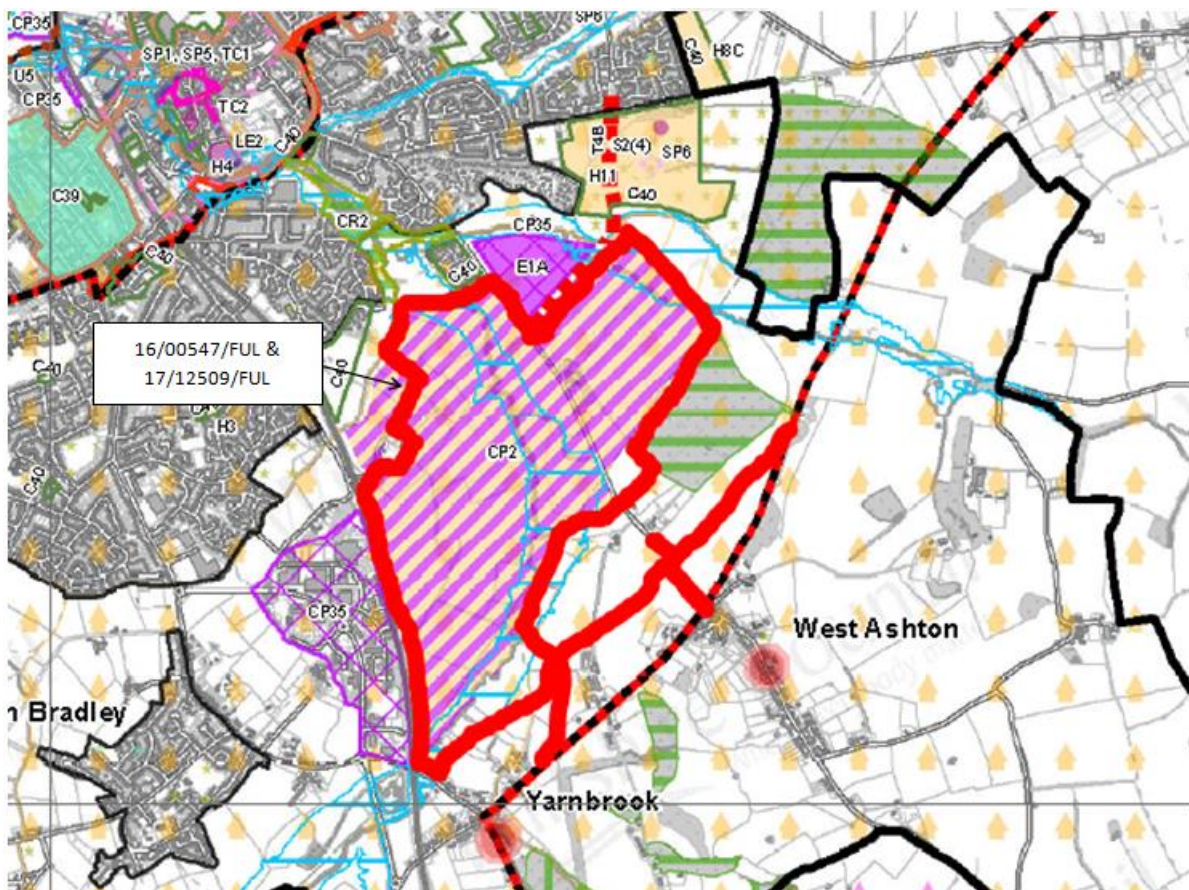 CP35
SP6
SP1, SP5, TC1
C40
H8C
U5
CP35
TC2
T4B
S2(4)
SP6
LE2
C40
H4
H11
C40
C39
CR2
CP35
C40
C40
E1A
16/00547/FUL &
17/12509/FUL
C40
C40
H3
CP2
C40
CP35
West Ashton
n Bradley
Yarnbrook